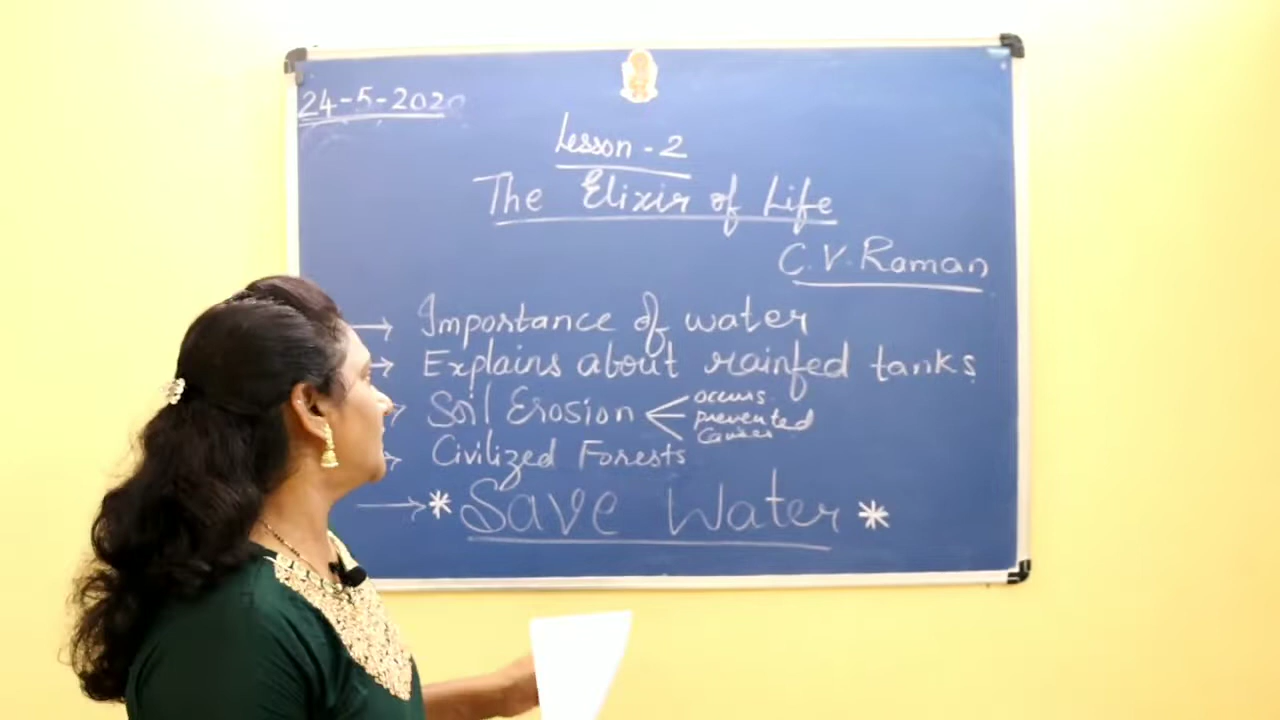 24-5-2020
Lesson - 2
The Elixir of Life
C.V. Raman
→ Importance of water
→ Explains about rainfed tanks
→ Soil Erosion occurs
prevented
causes
→ Civilized Forests
→ * Save Water *